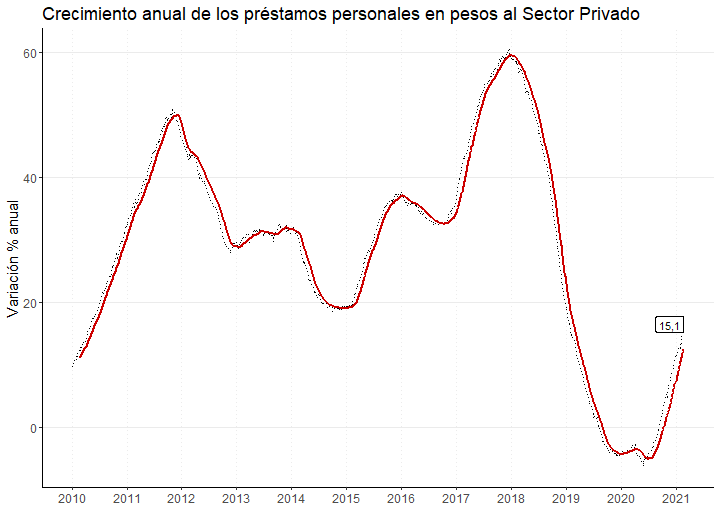 Crecimiento anual de los préstamos personales en pesos al Sector Privado
Variación % anual
60
40
20
0
15,1
2010 2011 2012 2013 2014 2015 2016 2017 2018 2019 2020 2021